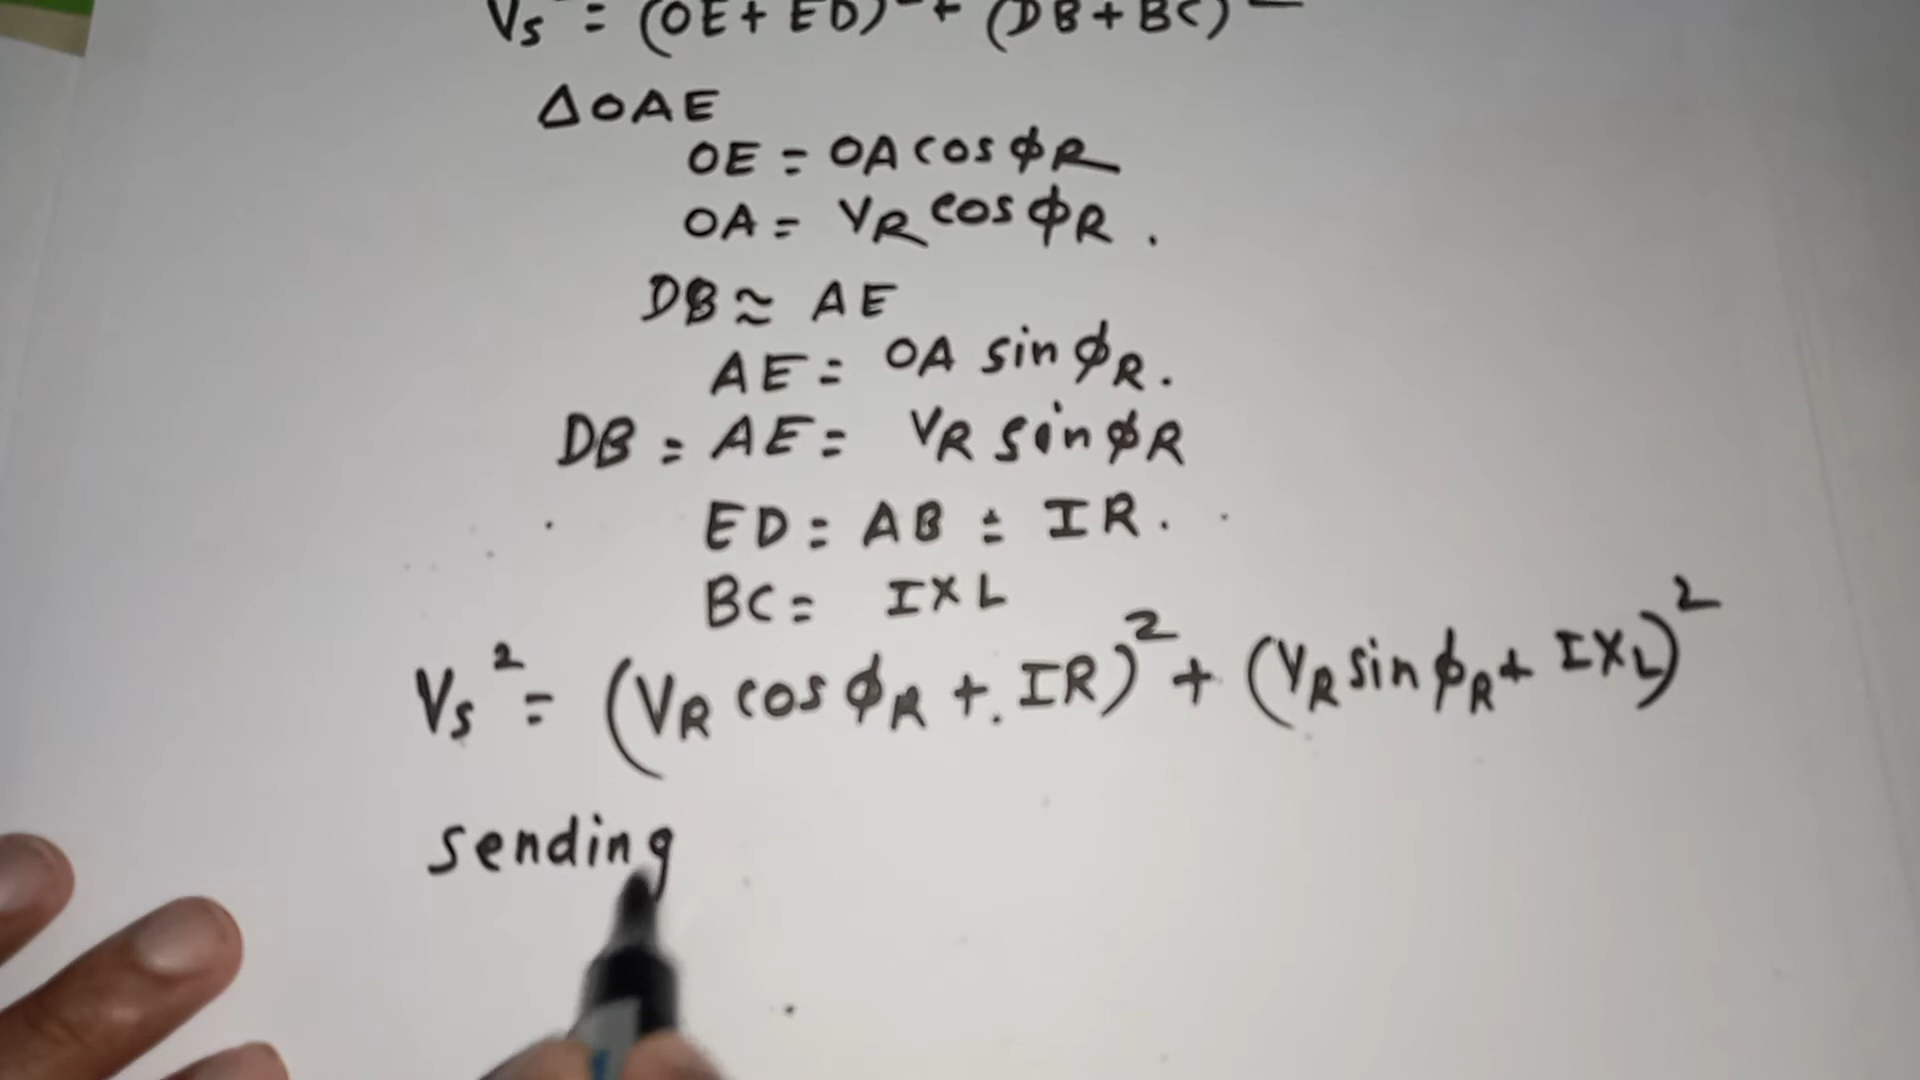 Vs² = (OE + ED)² + (DB + BC)²
△OAE
OE = OA cos ϕR
OA = VR cos ϕR .
DB ≈ AE
AE = OA sin ϕR .
DB = AE = VR sin ϕR
ED = AB = IR .
BC = IXL
Vs² = (VR cos ϕR + . IR)² + (VR sin ϕR + IXL)²
sending